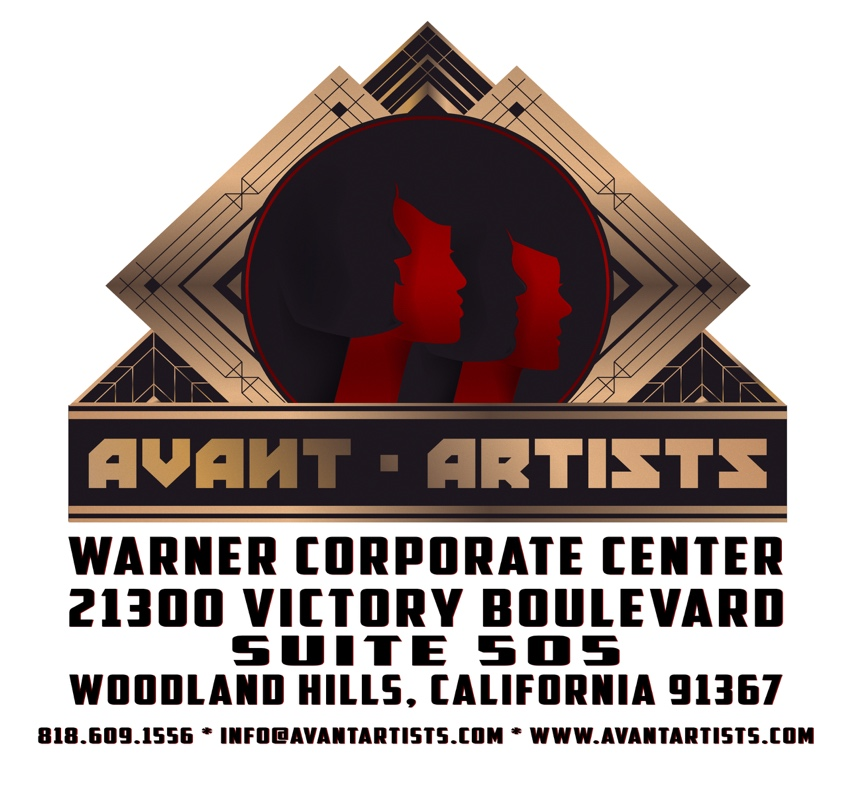 AVANT · ARTISTS
WARNER CORPORATE CENTER
21300 VICTORY BOULEVARD
SUITE 505
WOODLAND HILLS, CALIFORNIA 91367
818.609.1556 * INFO@AVANTARTISTS.COM * WWW.AVANTARTISTS.COM